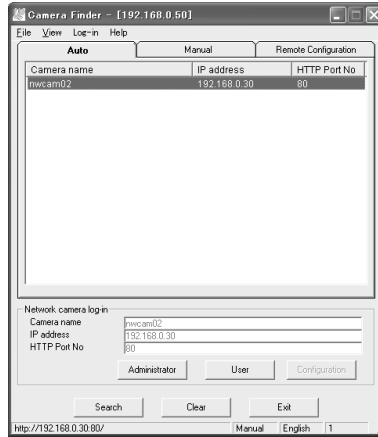 Camera Finder - [192.168.0.50]
File View Log-in Help
Auto Manual Remote Configuration
Camera name IP address HTTP Port No
nwcam02 192.168.0.30 80
Network camera log-in
Camera name nwcam02
IP address 192.168.0.30
HTTP Port No 80
Administrator User Configuration
Search Clear Exit
http://192.168.0.30:80/ Manual English 1